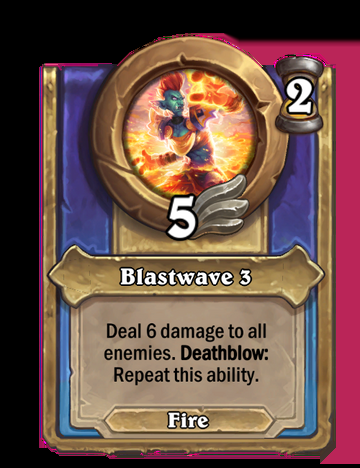 2
5
Blastwave 3
Deal 6 damage to all
enemies. Deathblow:
Repeat this ability.
Fire